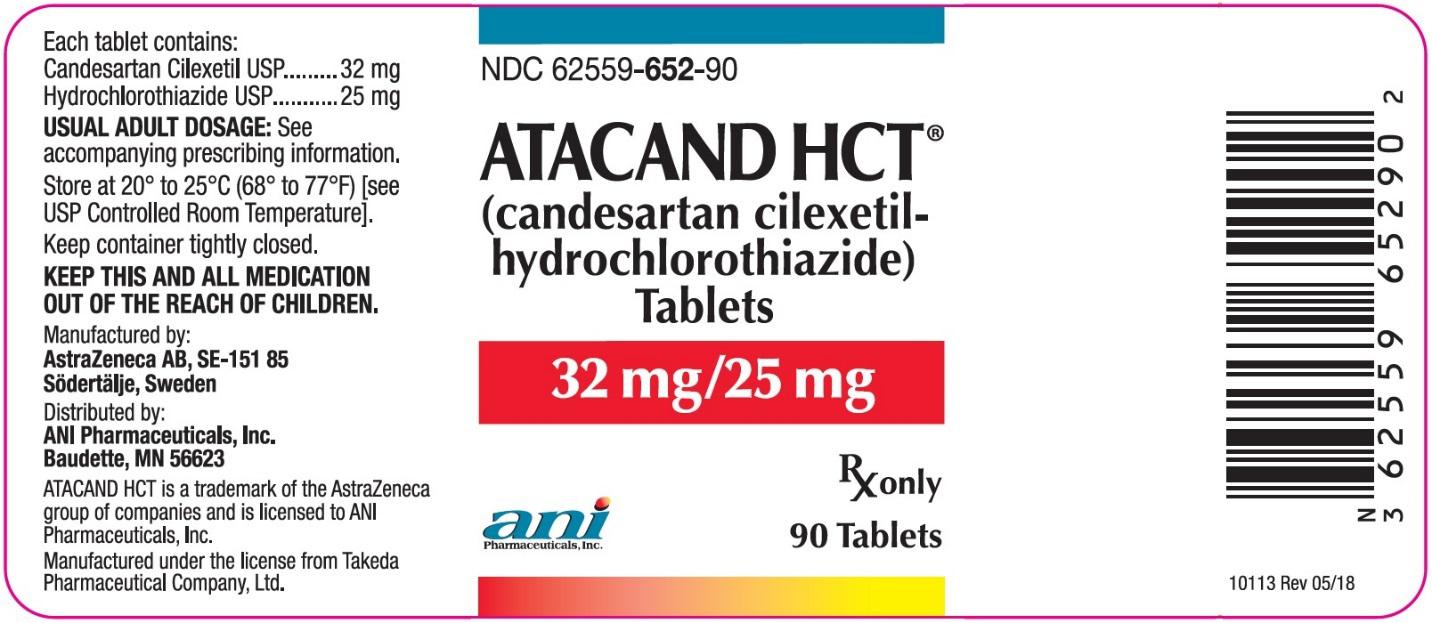 Each tablet contains:
Candesartan Cilexetil USP.........32 mg
Hydrochlorothiazide USP...........25 mg
USUAL ADULT DOSAGE: See
accompanying prescribing information.
Store at 20° to 25°C (68° to 77°F) [see
USP Controlled Room Temperature].
Keep container tightly closed.
KEEP THIS AND ALL MEDICATION
OUT OF THE REACH OF CHILDREN.
Manufactured by:
AstraZeneca AB, SE-151 85
Södertälje, Sweden
Distributed by:
ANI Pharmaceuticals, Inc.
Baudette, MN 56623
ATACAND HCT is a trademark of the AstraZeneca
group of companies and is licensed to ANI
Pharmaceuticals, Inc.
Manufactured under the license from Takeda
Pharmaceutical Company, Ltd.
NDC 62559-652-90
ATACAND HCT®
(candesartan cilexetil-
hydrochlorothiazide)
Tablets
32 mg/25 mg
Rx only
90 Tablets
ani
Pharmaceuticals, Inc.
N
3 62559 65290 2
10113 Rev 05/18